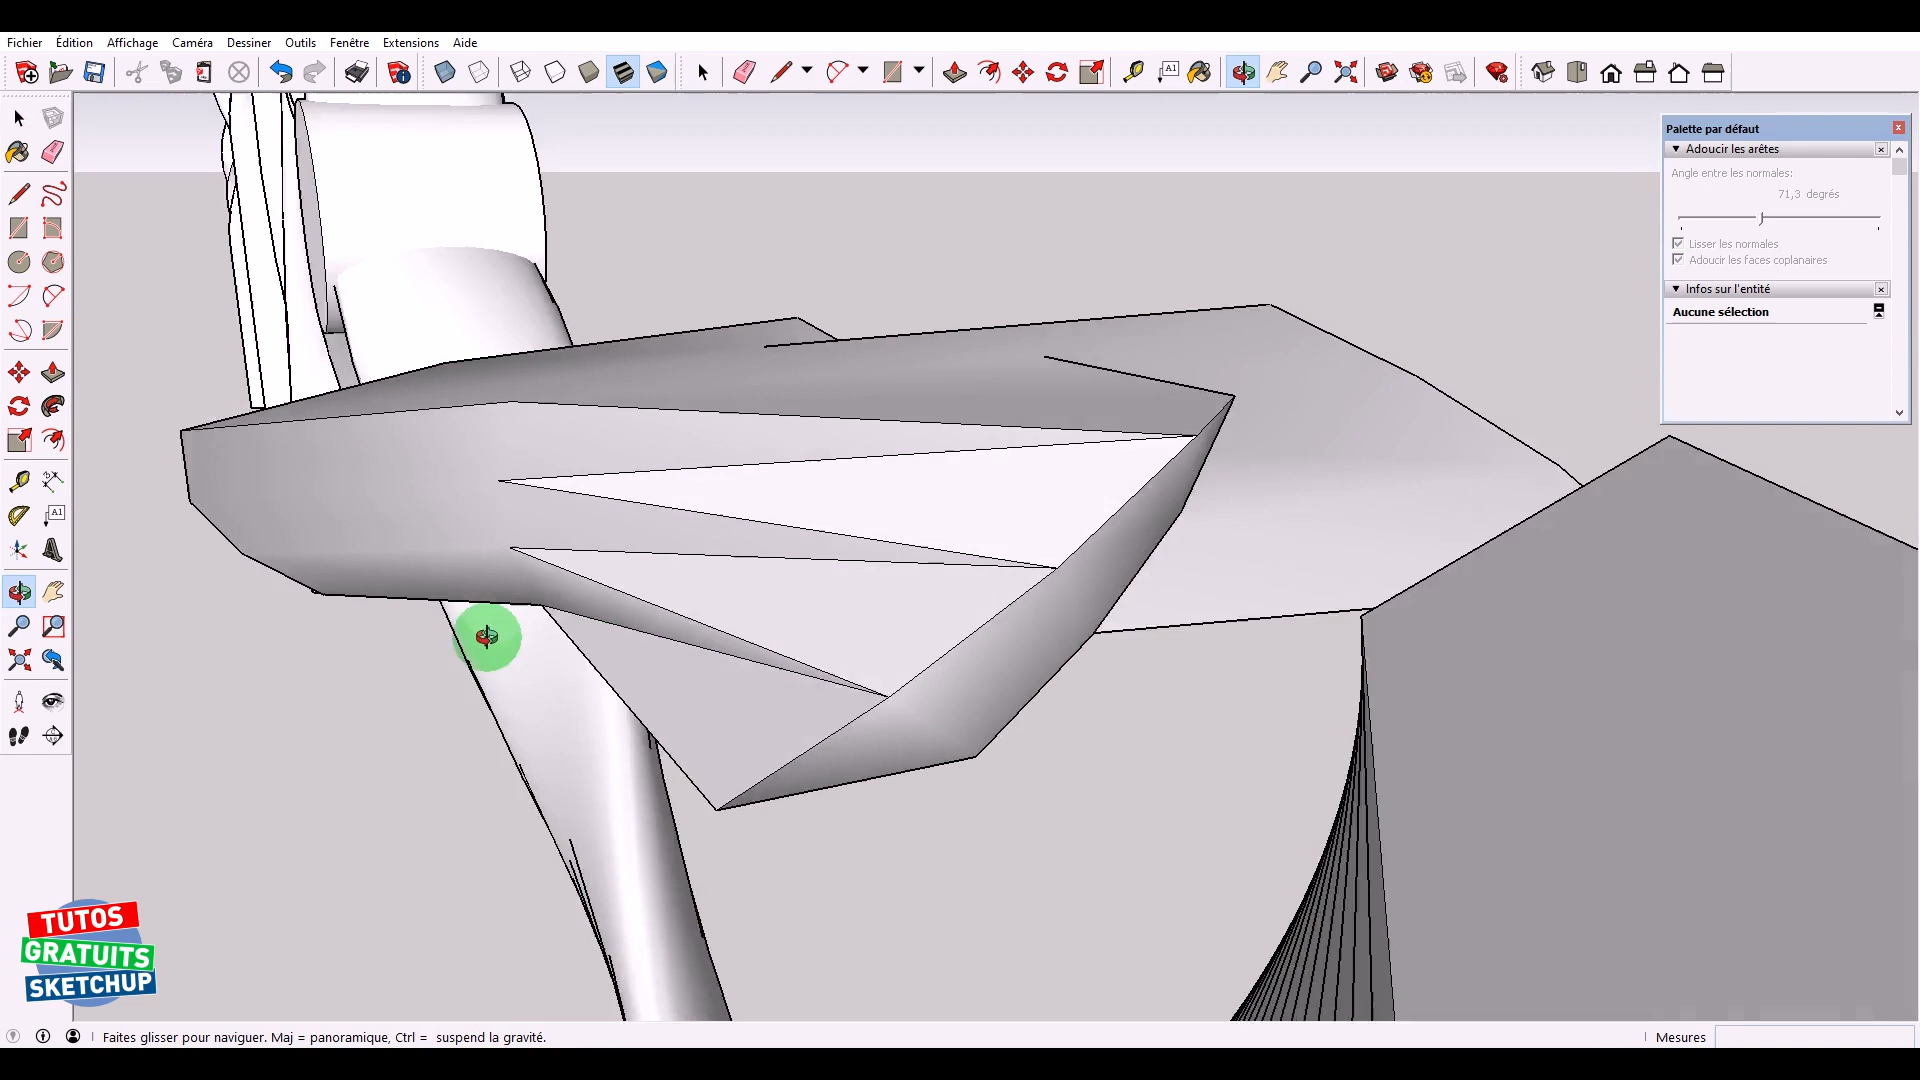 Fichier Édition Affichage Caméra Dessiner Outils Fenêtre Extensions Aide
A1
Palette par défaut
Adoucir les arêtes
Angle entre les normales:
71,3 degrés
Lisser les normales
Adoucir les faces coplanaires
Infos sur l'entité
Aucune sélection
A1
TUTOS
GRATUITS
SKETCHUP
Faites glisser pour naviguer. Maj = panoramique, Ctrl = suspend la gravité.
Mesures